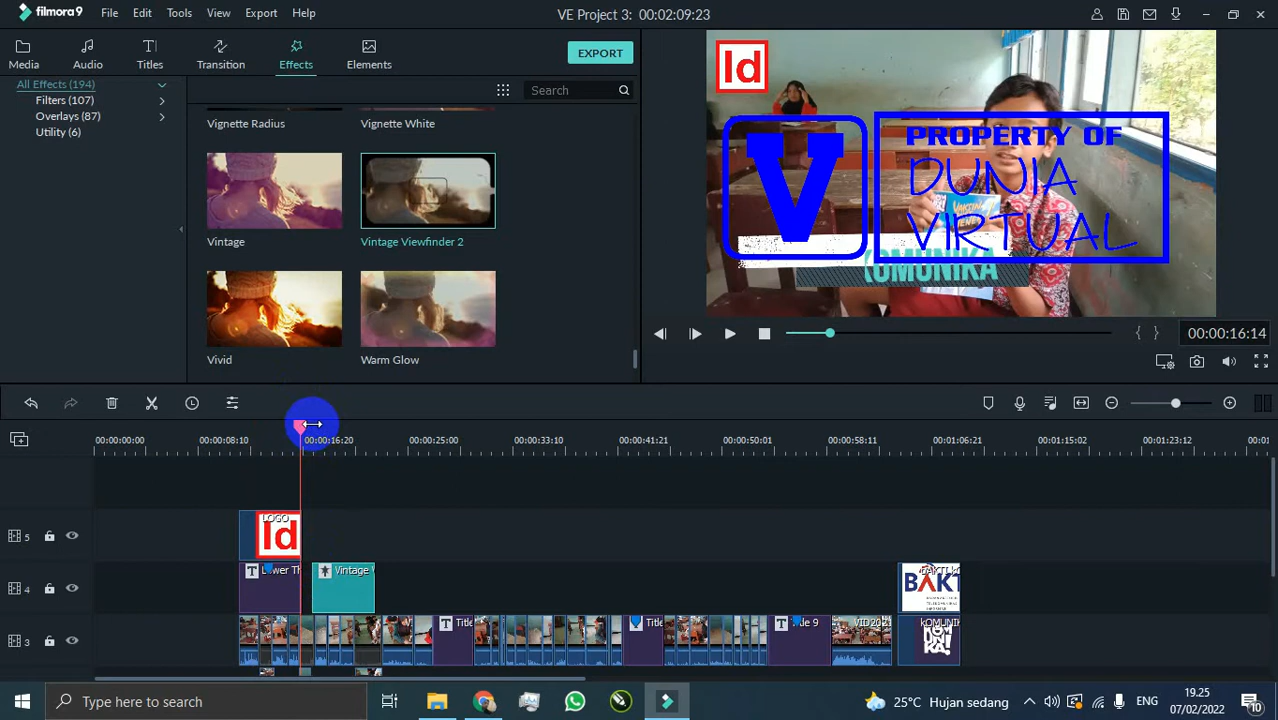 filmora9
File Edit Tools View Export Help
VE Project 3: 00:02:09:23
Media Audio Titles Transition Effects Elements
EXPORT
All Effects (194)
Filters (107)
Overlays (87)
Utility (6)
Search
Vignette Radius Vignette White
Vintage Vintage Viewfinder 2
Vivid Warm Glow
Id
V
PROPERTY OF
DUNIA
VIRTUAL
KOMUNIKA
00:00:16:14
00:00:00:00 00:00:08:10 00:00:16:20 00:00:25:00 00:00:33:10 00:00:41:21 00:00:50:01 00:00:58:11 00:01:06:21 00:01:15:02 00:01:23:12 00:01
5
LOGO
Id
4
Lower Th
Vintage
BAKTI
3
Title
VID202
KOMUNIKA
Type here to search
25°C Hujan sedang
ENG
19.25
07/02/2022
10